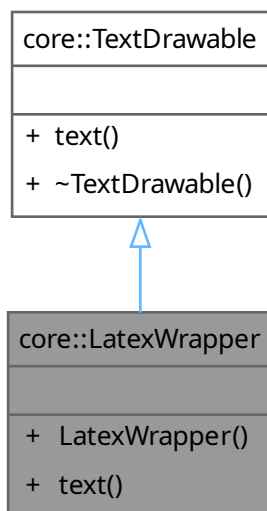 core::TextDrawable
+ text()
+ ~TextDrawable()
core::LatexWrapper
+ LatexWrapper()
+ text()